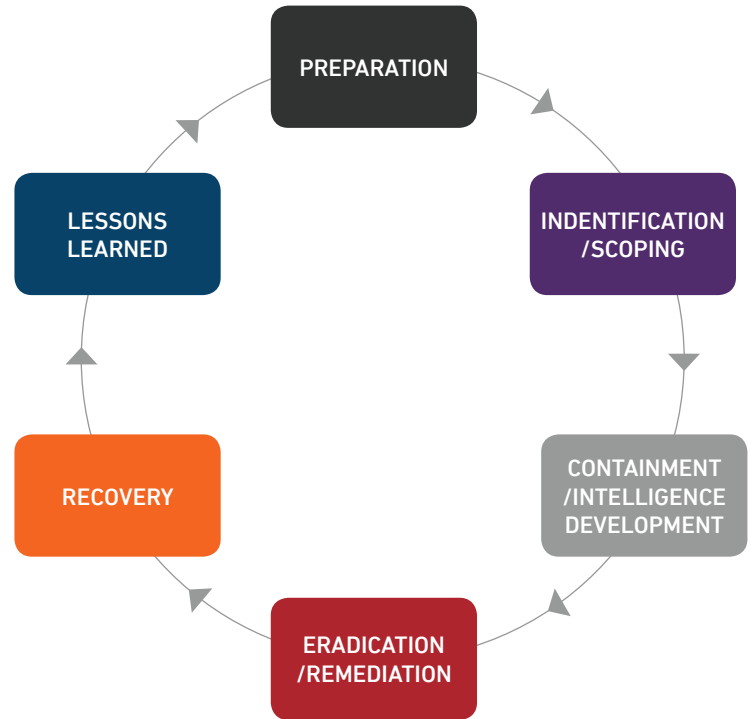 PREPARATION
INDENTIFICATION
/SCOPING
CONTAINMENT
/INTELLIGENCE
DEVELOPMENT
ERADICATION
/REMEDIATION
RECOVERY
LESSONS
LEARNED